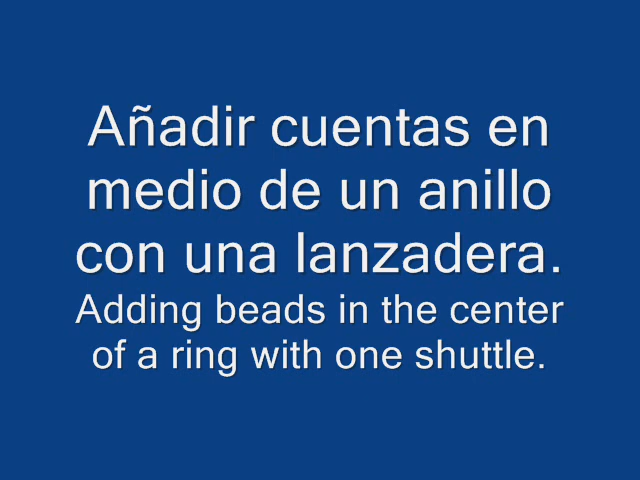 Añadir cuentas en
medio de un anillo
con una lanzadera.
Adding beads in the center
of a ring with one shuttle.